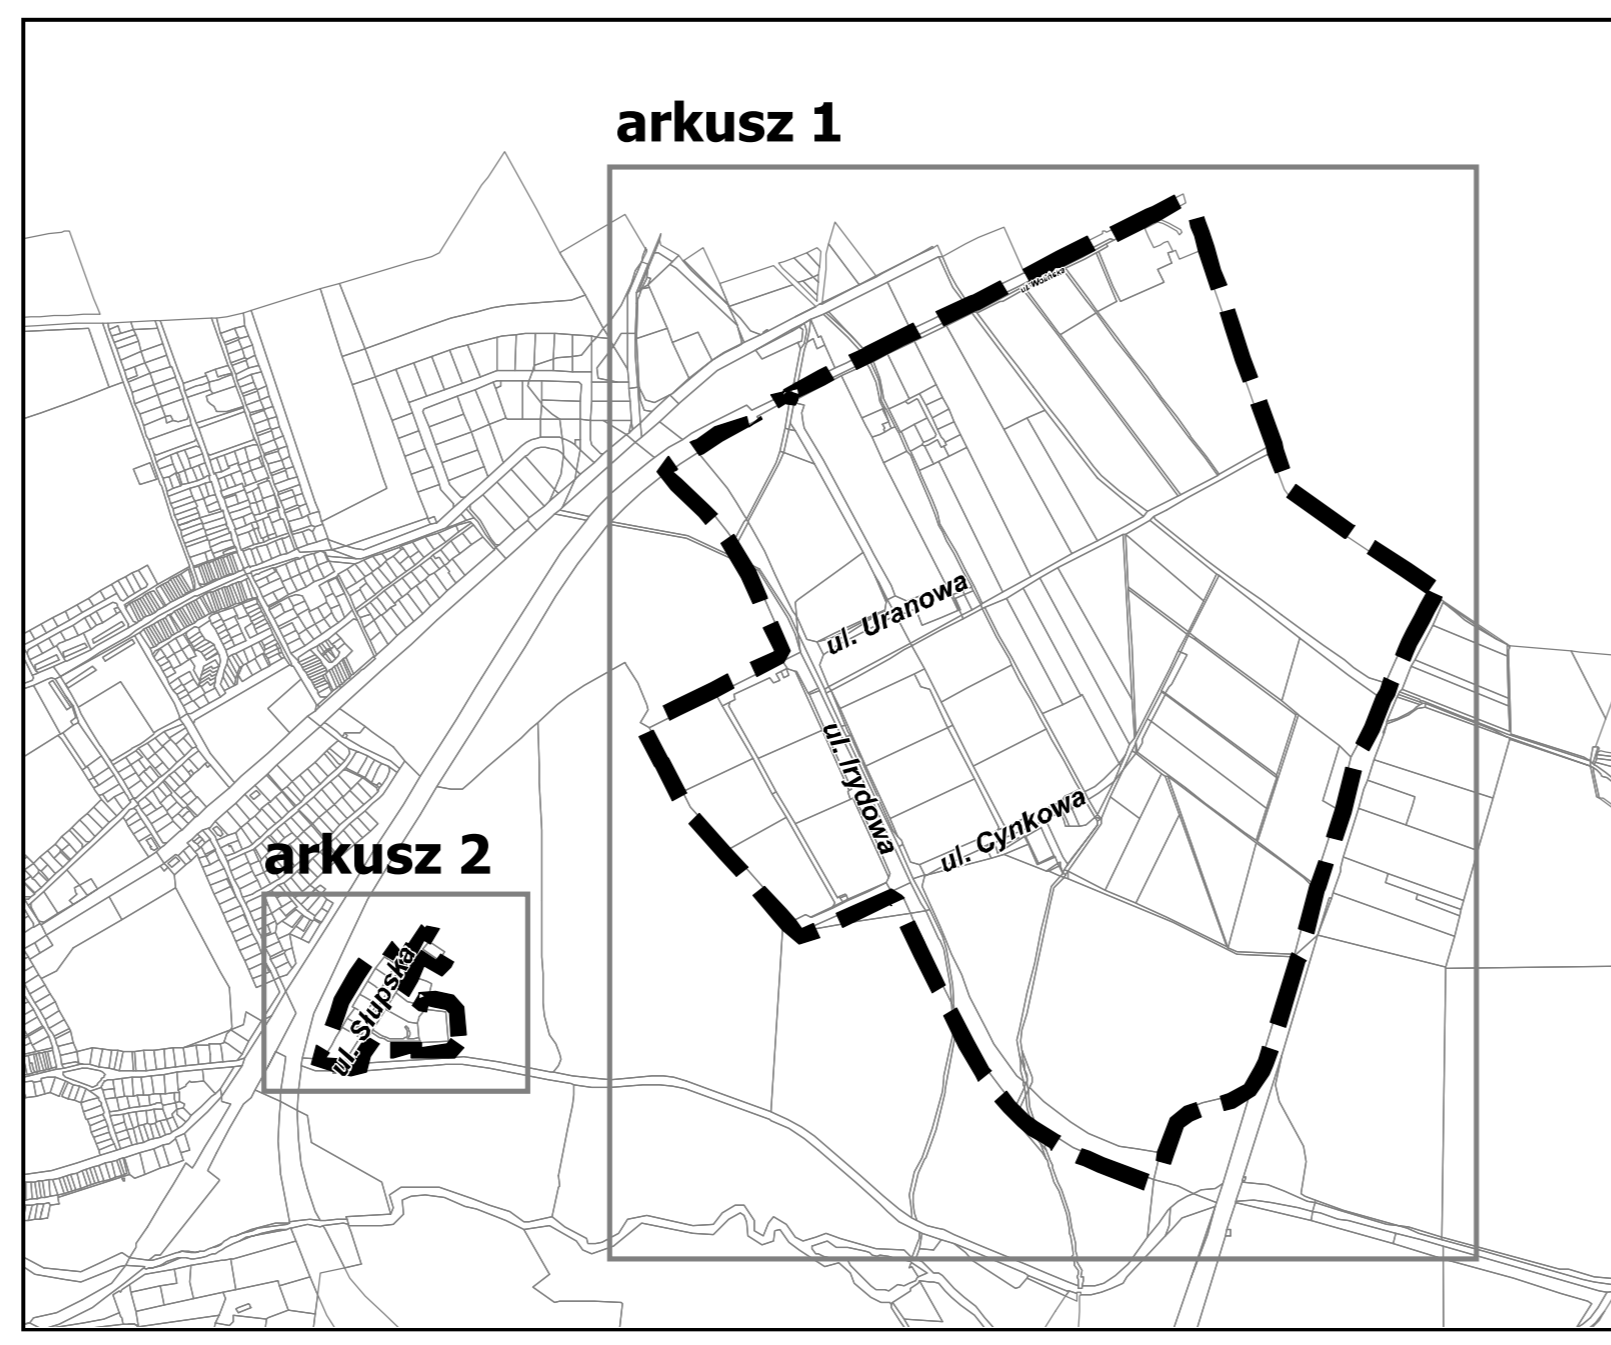 arkusz 1
ul. Uranowa
ul. Irydowa
ul. Cynkowa
arkusz 2
ul. Słupska